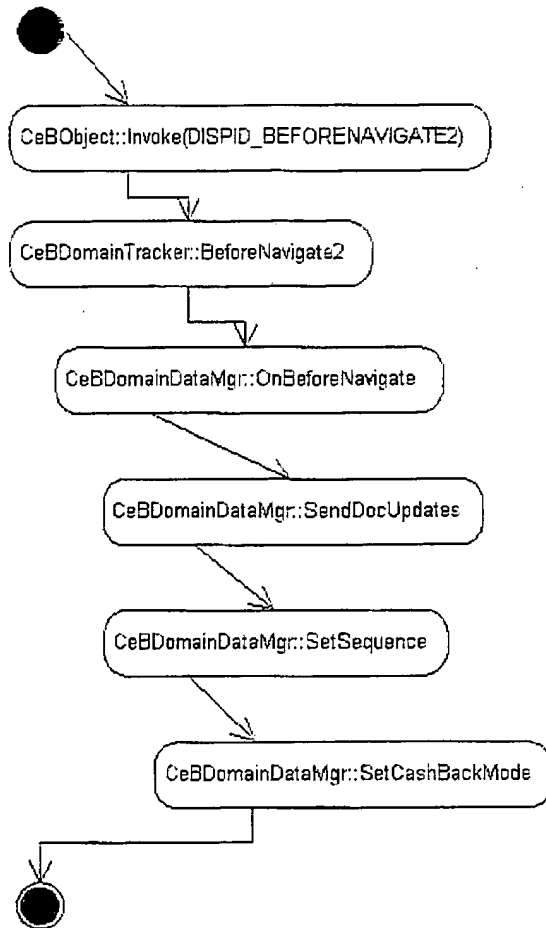 CeBObject::Invoke(DISPID_BEFORENAVIGATE2)
CeBDomainTracker::BeforeNavigate2
CeBDomainDataMgr::OnBeforeNavigate
CeBDomainDataMgr::SendDocUpdates
CeBDomainDataMgr::SetSequence
CeBDomainDataMgr::SetCashBackMode